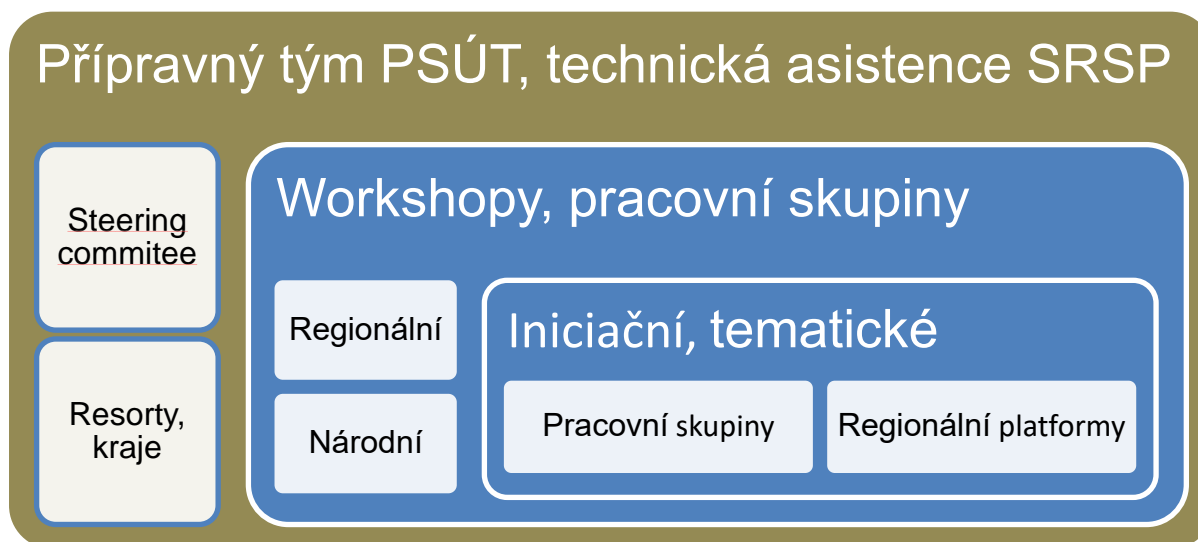 Přípravný tým PSÚT, technická asistence SRSP
Steering
commitee
Resorty,
kraje
Workshopy, pracovní skupiny
Regionální
Národní
Iniciační, tematické
Pracovní skupiny
Regionální platformy